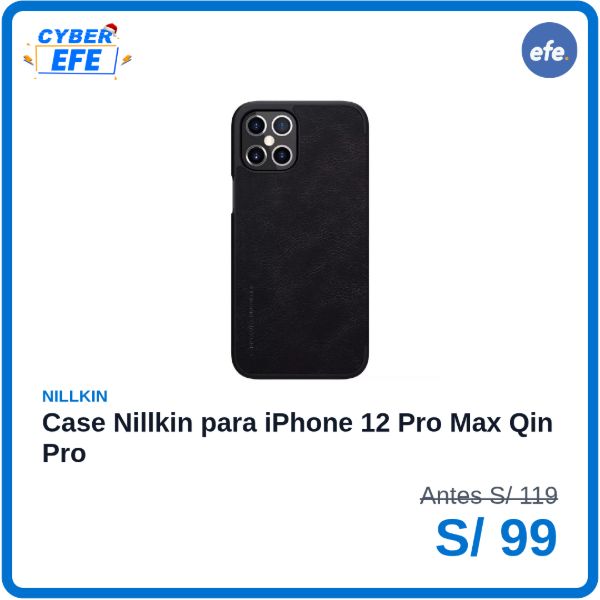 CYBER
EFE
efe.
NILLKIN
Case Nillkin para iPhone 12 Pro Max Qin
Pro
Antes S/ 119
S/ 99